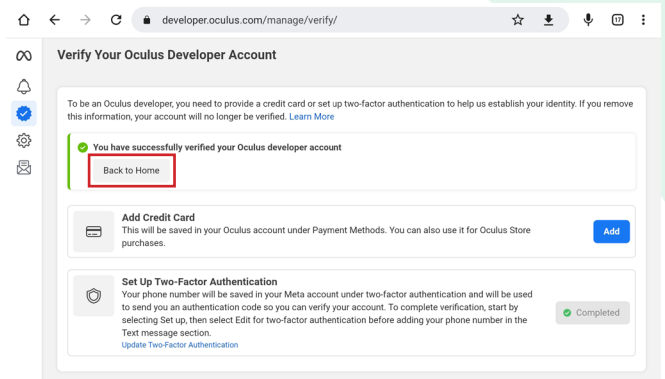 developer.oculus.com/manage/verify/
17
Verify Your Oculus Developer Account
To be an Oculus developer, you need to provide a credit card or set up two-factor authentication to help us establish your identity. If you remove
this information, your account will no longer be verified. Learn More
You have successfully verified your Oculus developer account
Back to Home
Add Credit Card
This will be saved in your Oculus account under Payment Methods. You can also use it for Oculus Store
purchases.
Add
Set Up Two-Factor Authentication
Your phone number will be saved in your Meta account under two-factor authentication and will be used
to send you an authentication code so you can verify your account. To complete verification, start by
selecting Set up, then select Edit for two-factor authentication before adding your phone number in the
Text message section.
Update Two-Factor Authentication
Completed